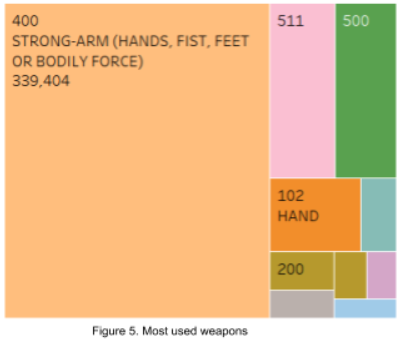 400
STRONG-ARM (HANDS, FIST, FEET
OR BODILY FORCE)
339,404
511
500
102
HAND
200
Figure 5. Most used weapons